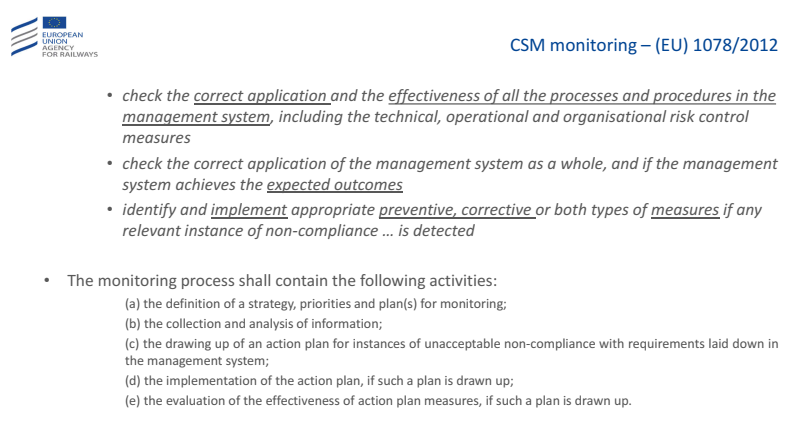 EUROPEAN
UNION
AGENCY
FOR RAILWAYS
CSM monitoring – (EU) 1078/2012
• check the correct application and the effectiveness of all the processes and procedures in the
management system, including the technical, operational and organisational risk control
measures
• check the correct application of the management system as a whole, and if the management
system achieves the expected outcomes
• identify and implement appropriate preventive, corrective or both types of measures if any
relevant instance of non-compliance ... is detected
• The monitoring process shall contain the following activities:
(a) the definition of a strategy, priorities and plan(s) for monitoring;
(b) the collection and analysis of information;
(c) the drawing up of an action plan for instances of unacceptable non-compliance with requirements laid down in
the management system;
(d) the implementation of the action plan, if such a plan is drawn up;
(e) the evaluation of the effectiveness of action plan measures, if such a plan is drawn up.